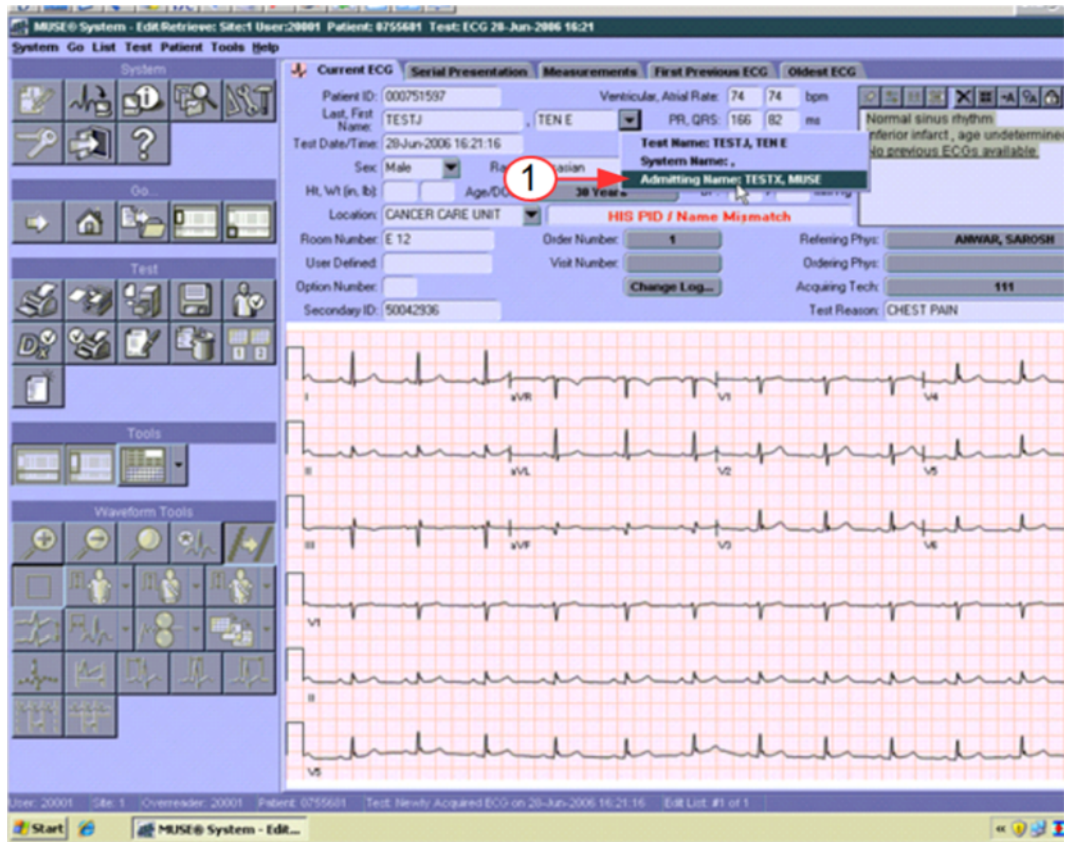 MUSE® System - Edit/Retrieve: Site:1 User:20001 Patient: 0755601 Test: ECG 28-Jun-2006 16:21
System Go List Test Patient Tools Help
System
Current ECG Serial Presentation Measurements First Previous ECG Oldest ECG
Patient ID: 000751597 Ventricular, Atrial Rate: 74 74 bpm
Last, First Name: TESTJ , TEN E PR, QRS: 166 82 ms
Normal sinus rhythm
Inferior infarct , age undetermined
No previous ECGs available
Test Date/Time: 28-Jun-2006 16:21:16
Test Name: TESTJ, TEN E
System Name: ,
Admitting Name: TESTX, MUSE
1
Sex: Male
Ht, Wt (in, lb): 38 Years
Location: CANCER CARE UNIT HIS PID / Name Mismatch
Go...
Room Number: E 12 Order Number: 1 Referring Phys: ANWAR, SAROSH
User Defined: Visit Number: Ordering Phys:
Test
Option Number: Change Log... Acquiring Tech: 111
Secondary ID: 50042936 Test Reason: CHEST PAIN
I aVR V1 V4
II aVL V2 V5
III aVF V3 V6
V1
II
V5
Tools
Waveform Tools
User: 20001 Site: 1 Overreader: 20001 Patient: 0755601 Test: Newly Acquired ECG on 28-Jun-2006 16:21:16 Edit List: #1 of 1
Start MUSE® System - Edit...